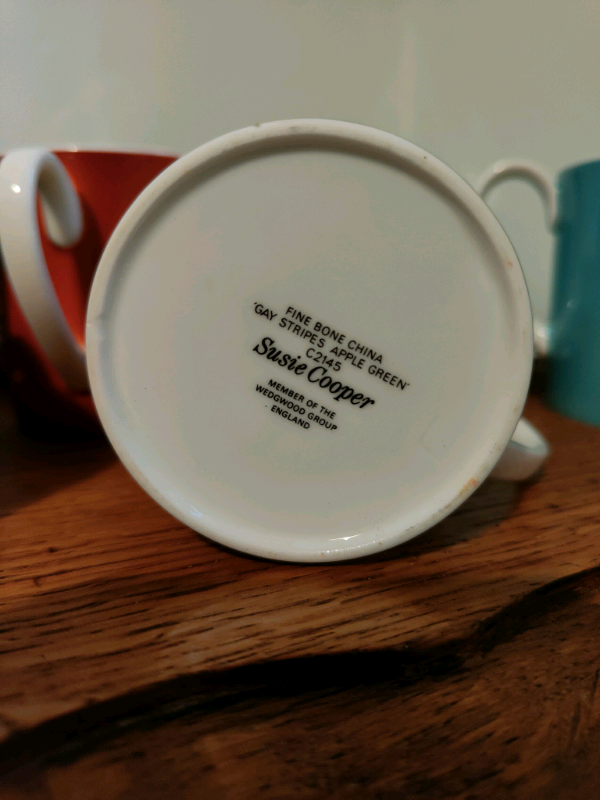 FINE BONE CHINA
'GAY STRIPES APPLE GREEN'
C2145
Susie Cooper
MEMBER OF THE
WEDGWOOD GROUP
ENGLAND